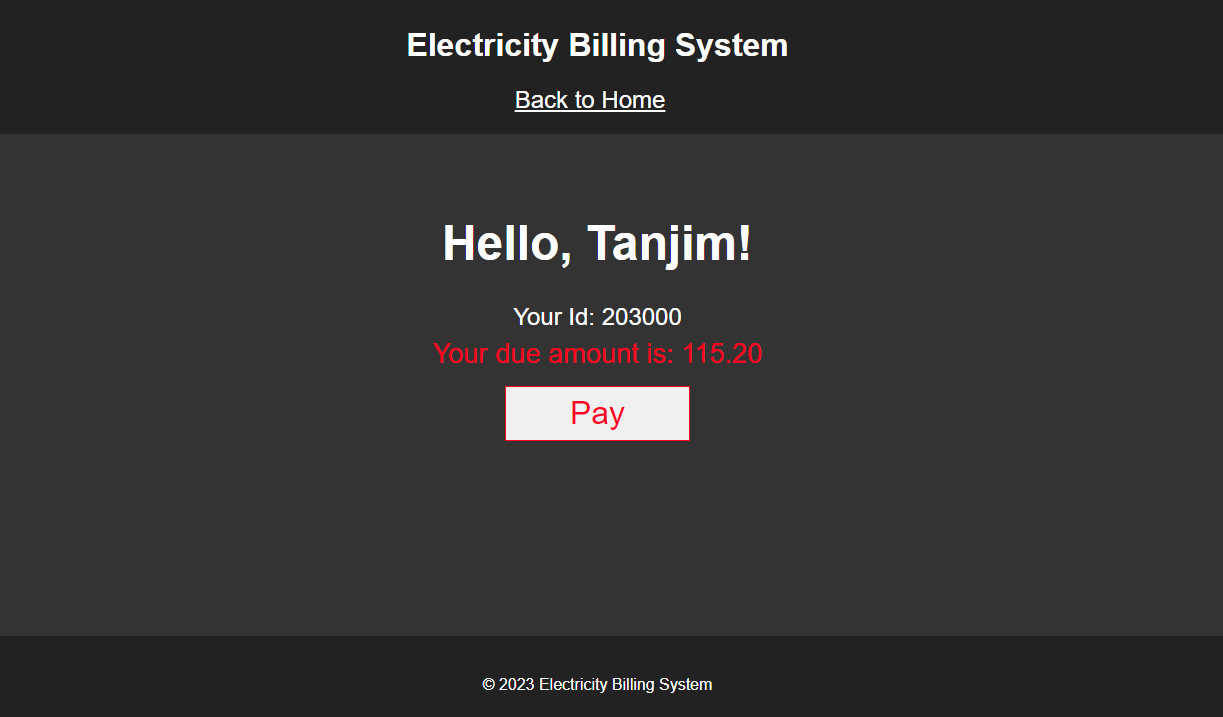 Electricity Billing System
Back to Home
Hello, Tanjim!
Your Id: 203000
Your due amount is: 115.20
Pay
© 2023 Electricity Billing System